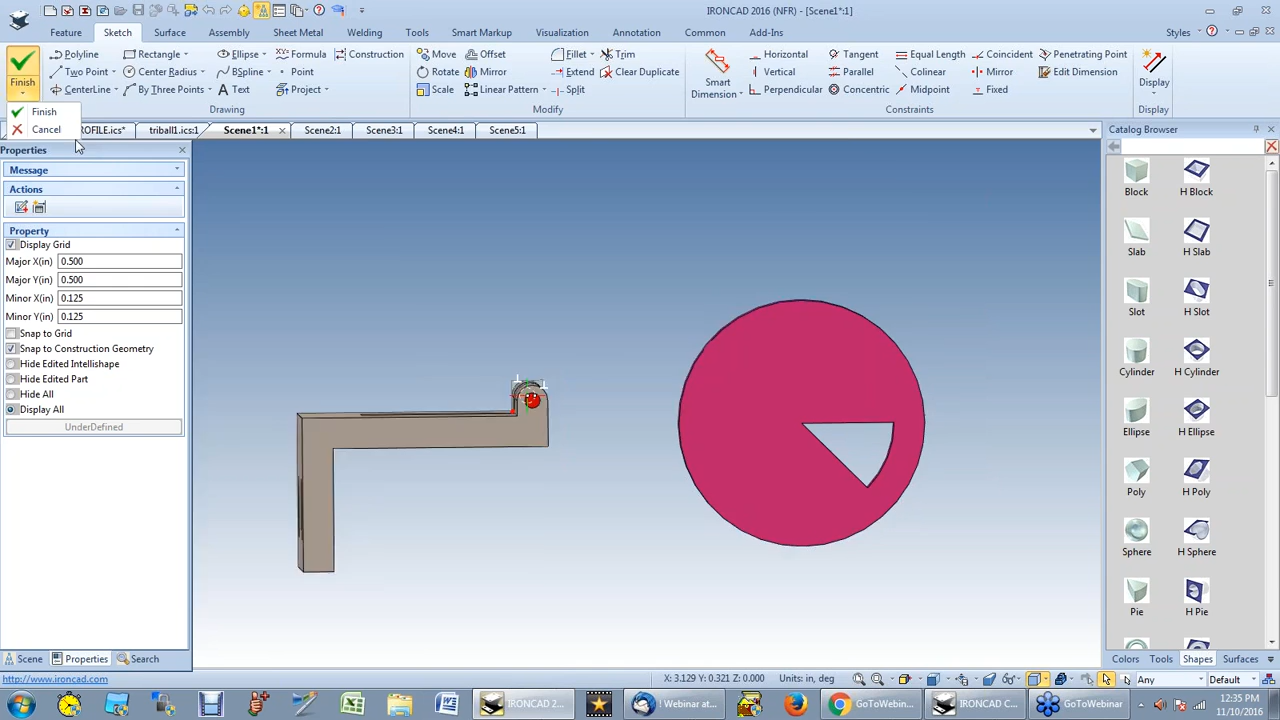 IRONCAD 2016 (NFR) - [Scene1*:1]
Feature
Sketch
Surface
Assembly
Sheet Metal
Welding
Tools
Smart Markup
Visualization
Annotation
Common
Add-Ins
Styles
Finish
Polyline
Rectangle
Ellipse
Formula
Construction
Two Point
Center Radius
BSpline
Point
CenterLine
By Three Points
Text
Project
Drawing
Move
Offset
Fillet
Trim
Rotate
Mirror
Extend
Clear Duplicate
Scale
Linear Pattern
Split
Modify
Smart
Dimension
Horizontal
Tangent
Equal Length
Coincident
Penetrating Point
Vertical
Parallel
Colinear
Mirror
Edit Dimension
Perpendicular
Concentric
Midpoint
Fixed
Constraints
Display
Display
Finish
Cancel
OFILE.ics*
triball1.ics:1
Scene1*:1
Scene2:1
Scene3:1
Scene4:1
Scene5:1
Properties
Message
Actions
Property
Display Grid
Major X(in) 0.500
Major Y(in) 0.500
Minor X(in) 0.125
Minor Y(in) 0.125
Snap to Grid
Snap to Construction Geometry
Hide Edited Intellishape
Hide Edited Part
Hide All
Display All
UnderDefined
Scene
Properties
Search
Catalog Browser
Block
H Block
Slab
H Slab
Slot
H Slot
Cylinder
H Cylinder
Ellipse
H Ellipse
Poly
H Poly
Sphere
H Sphere
Pie
H Pie
Colors
Tools
Shapes
Surfaces
http://www.ironcad.com
X: 3.129 Y: 0.321 Z: 0.000
Units: in, deg
Any
Default
IRONCAD 2...
! Webinar at...
GoToWebin...
IRONCAD C...
GoToWebin...
12:35 PM
11/10/2016